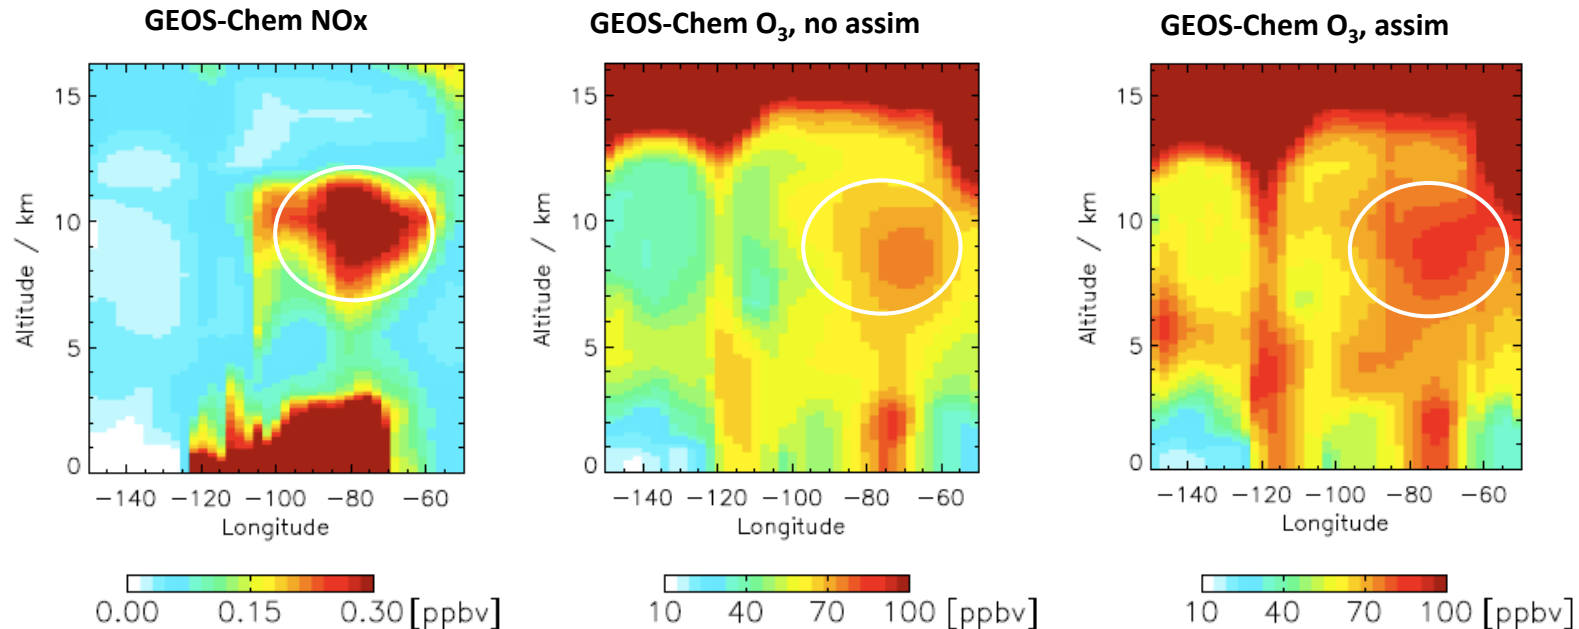 GEOS-Chem NOx
GEOS-Chem O3, no assim
GEOS-Chem O3, assim
15
10
5
0
Altitude / km
−140 −120 −100 −80 −60
Longitude
0.00 0.15 0.30 [ppbv]
15
10
5
0
Altitude / km
−140 −120 −100 −80 −60
Longitude
10 40 70 100 [ppbv]
15
10
5
0
Altitude / km
−140 −120 −100 −80 −60
Longitude
10 40 70 100 [ppbv]